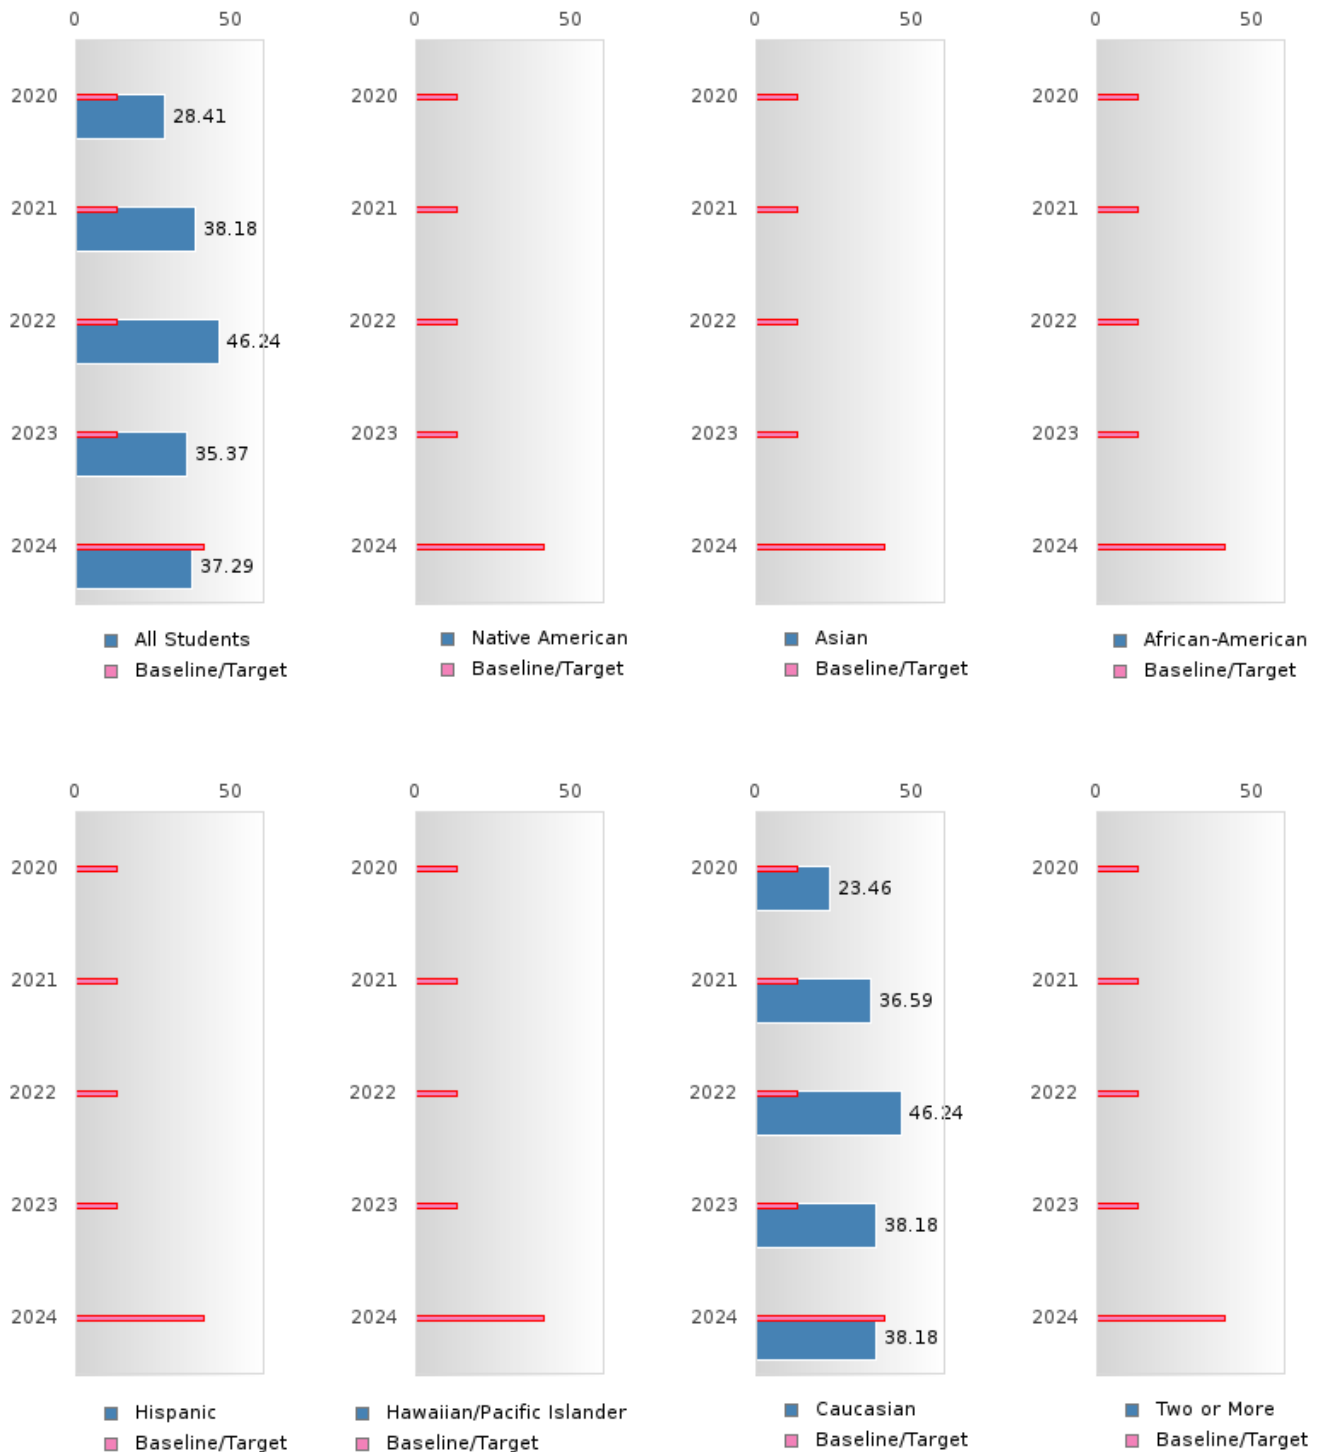 0 50 0 50 0 50 0 50
2020 28.41 2020 2020 2020
2021 38.18 2021 2021 2021
2022 46.24 2022 2022 2022
2023 35.37 2023 2023 2023
2024 37.29 2024 2024 2024
All Students Native American Asian African-American
Baseline/Target Baseline/Target Baseline/Target Baseline/Target
0 50 0 50 0 50 0 50
2020 2020 2020 23.46 2020
2021 2021 2021 36.59 2021
2022 2022 2022 46.24 2022
2023 2023 2023 38.18 2023
2024 2024 2024 38.18 2024
Hispanic Hawaiian/Pacific Islander Caucasian Two or More
Baseline/Target Baseline/Target Baseline/Target Baseline/Target